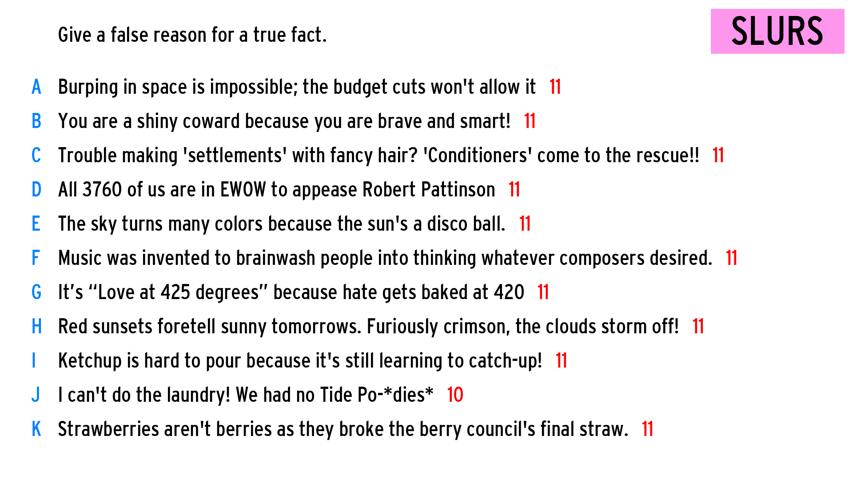 Give a false reason for a true fact.
SLURS
A Burping in space is impossible; the budget cuts won't allow it 11
B You are a shiny coward because you are brave and smart! 11
C Trouble making 'settlements' with fancy hair? 'Conditioners' come to the rescue!! 11
D All 3760 of us are in EWOW to appease Robert Pattinson 11
E The sky turns many colors because the sun's a disco ball. 11
F Music was invented to brainwash people into thinking whatever composers desired. 11
G It’s “Love at 425 degrees” because hate gets baked at 420 11
H Red sunsets foretell sunny tomorrows. Furiously crimson, the clouds storm off! 11
I Ketchup is hard to pour because it's still learning to catch-up! 11
J I can't do the laundry! We had no Tide Po-*dies* 10
K Strawberries aren't berries as they broke the berry council's final straw. 11